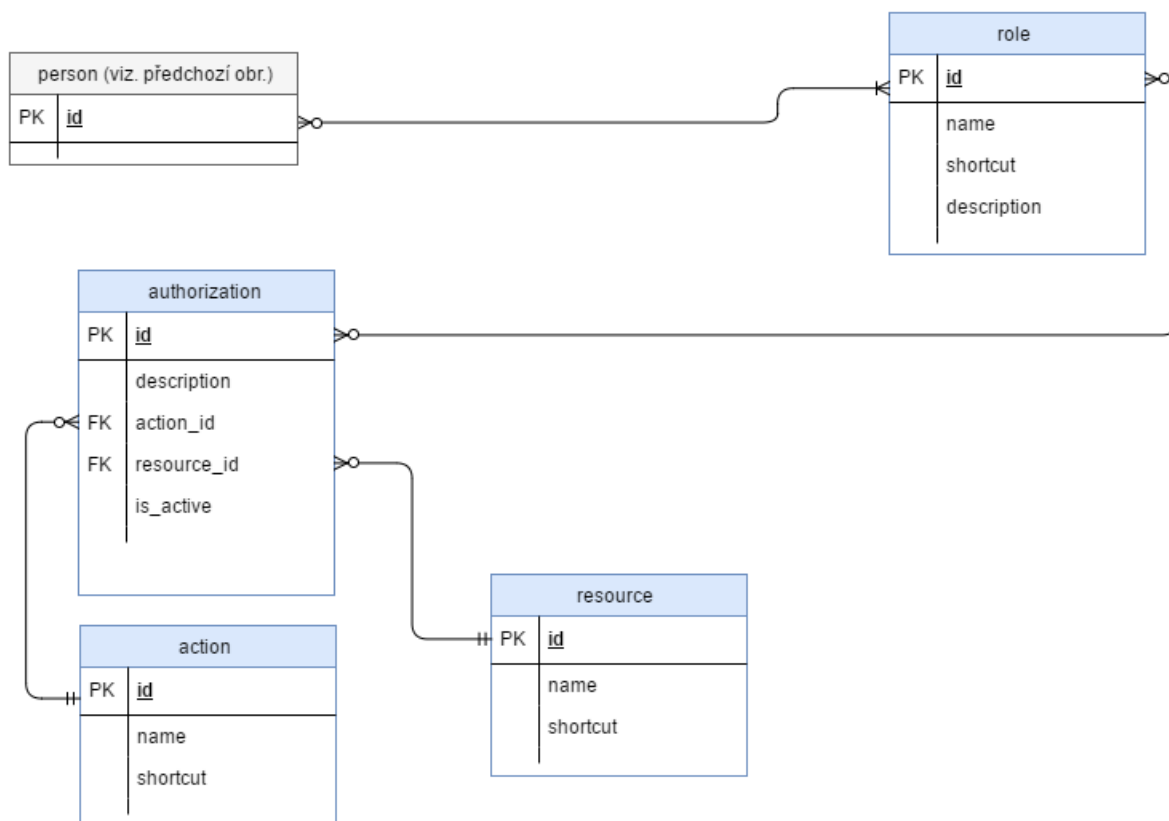 person (viz. předchozí obr.)
PK id
role
PK id
name
shortcut
description
authorization
PK id
description
FK action_id
FK resource_id
is_active
action
PK id
name
shortcut
resource
PK id
name
shortcut